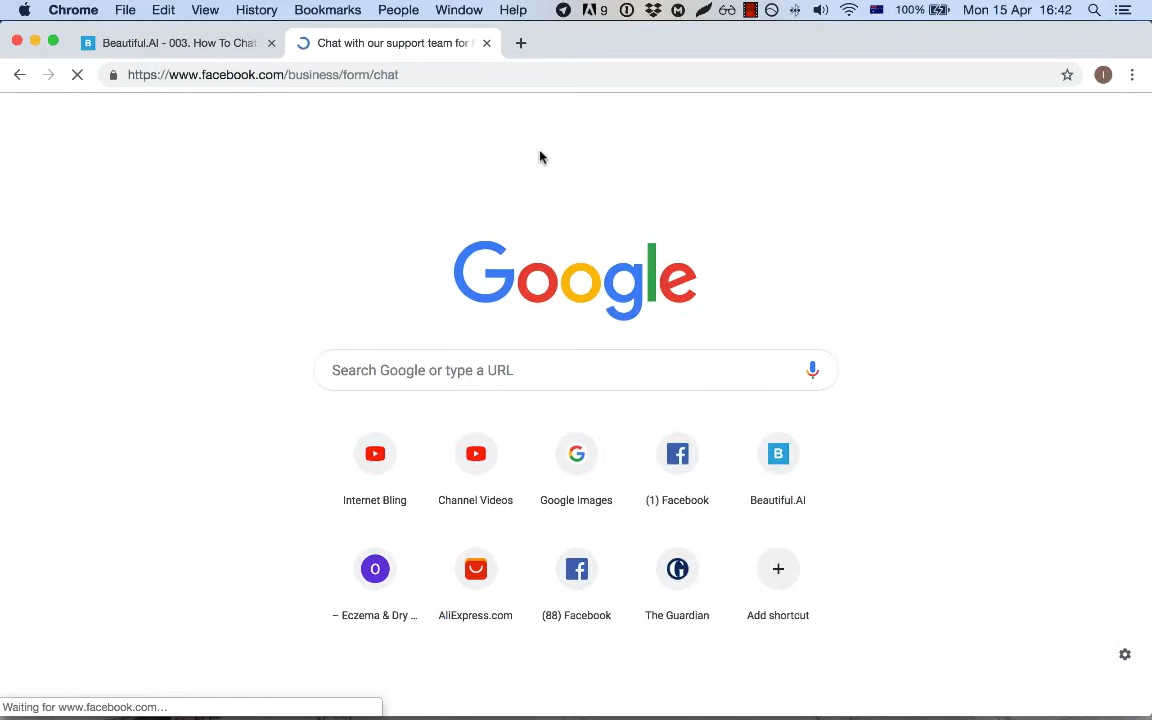 Chrome File Edit View History Bookmarks People Window Help 9 100% Mon 15 Apr 16:42
B Beautiful.AI - 003. How To Chat Chat with our support team for
https://www.facebook.com/business/form/chat I
Google
Search Google or type a URL
B
Internet Bling Channel Videos Google Images (1) Facebook Beautiful.AI
O
– Eczema & Dry ... AliExpress.com (88) Facebook The Guardian Add shortcut
Waiting for www.facebook.com...